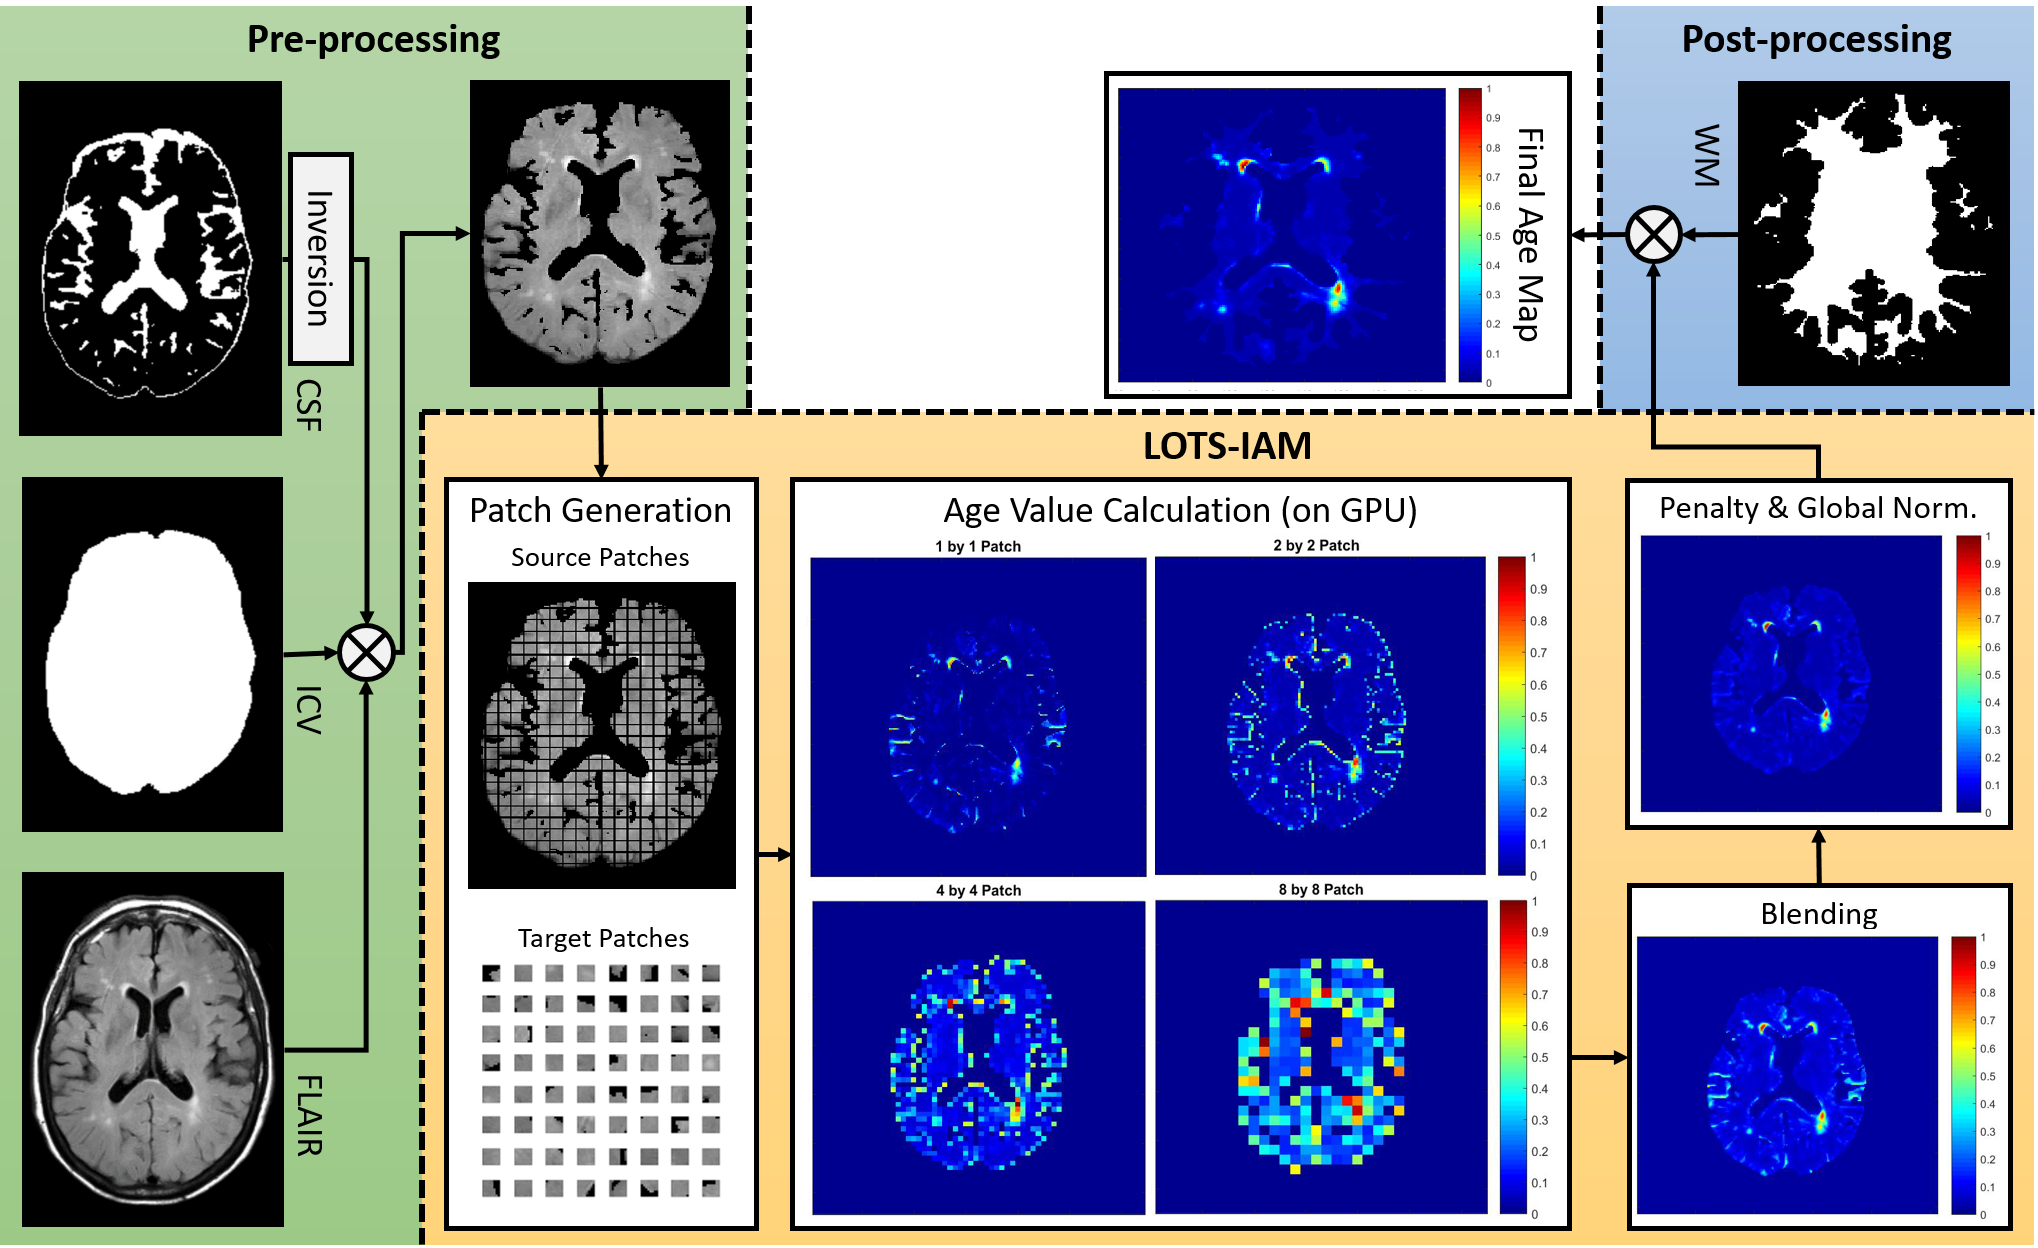 Pre-processing
Inversion
CSF
ICV
FLAIR
Final Age Map
1
0.9
0.8
0.7
0.6
0.5
0.4
0.3
0.2
0.1
0
Post-processing
WM
LOTS-IAM
Patch Generation
Source Patches
Target Patches
Age Value Calculation (on GPU)
1 by 1 Patch
2 by 2 Patch
1
0.9
0.8
0.7
0.6
0.5
0.4
0.3
0.2
0.1
0
4 by 4 Patch
8 by 8 Patch
1
0.9
0.8
0.7
0.6
0.5
0.4
0.3
0.2
0.1
0
Penalty & Global Norm.
1
0.9
0.8
0.7
0.6
0.5
0.4
0.3
0.2
0.1
0
Blending
1
0.9
0.8
0.7
0.6
0.5
0.4
0.3
0.2
0.1
0